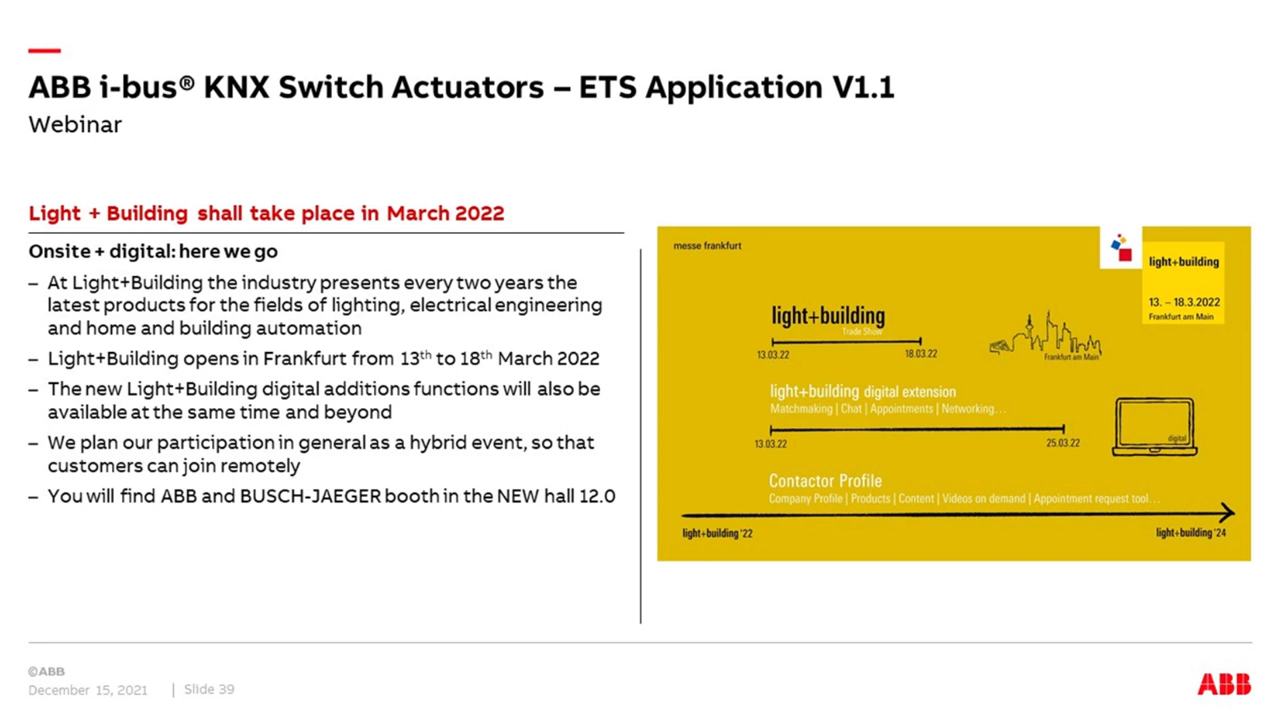 ABB i-bus® KNX Switch Actuators – ETS Application V1.1
Webinar
Light + Building shall take place in March 2022
Onsite + digital: here we go
– At Light+Building the industry presents every two years the
latest products for the fields of lighting, electrical engineering
and home and building automation
– Light+Building opens in Frankfurt from 13th to 18th March 2022
– The new Light+Building digital additions functions will also be
available at the same time and beyond
– We plan our participation in general as a hybrid event, so that
customers can join remotely
– You will find ABB and BUSCH-JAEGER booth in the NEW hall 12.0
messe frankfurt
light+building
13. – 18.3.2022
Frankfurt am Main
light+building
Trade Show
13.03.22
18.03.22
Frankfurt am Main
light+building digital extension
Matchmaking | Chat | Appointments | Networking...
13.03.22
25.03.22
digital
Contactor Profile
Company Profile | Products | Content | Videos on demand | Appointment request tool...
light+building '22
light+building '24
©ABB
December 15, 2021 | Slide 39
ABB